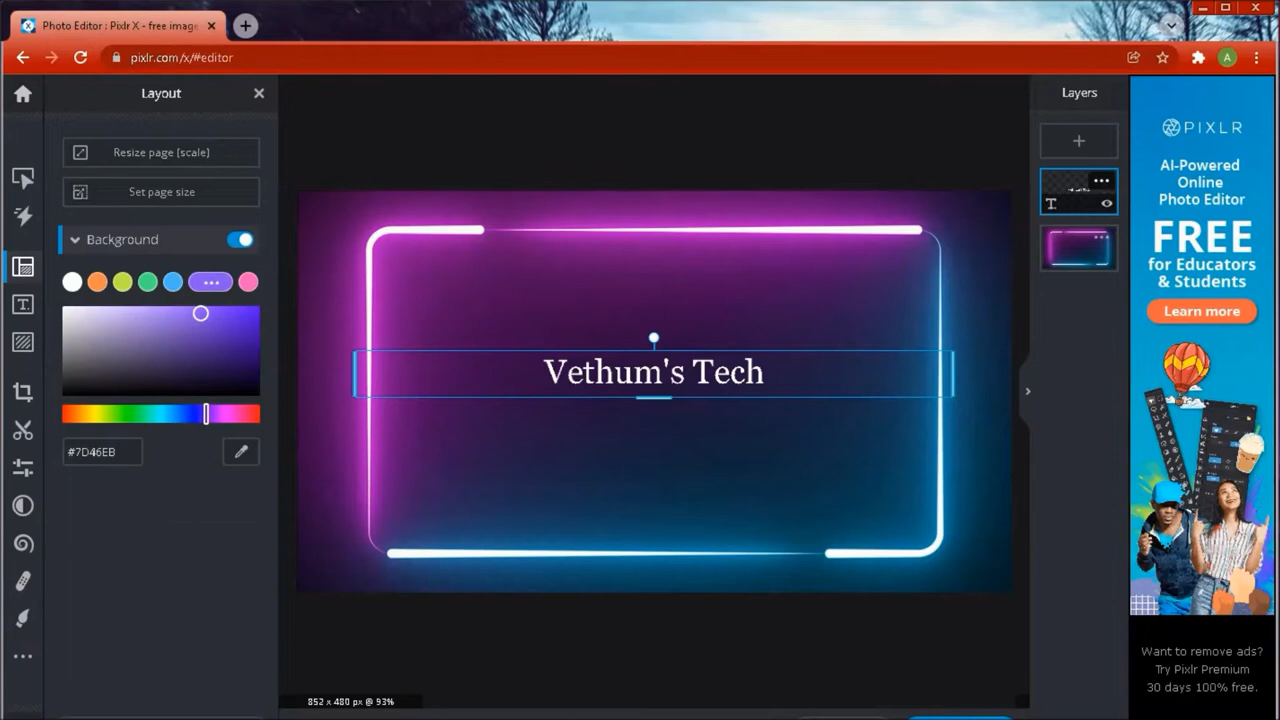 Photo Editor : Pixlr X - free imag
pixlr.com/x/#editor
A
Layout
Resize page (scale)
Set page size
Background
#7D46EB
Vethum's Tech
852 x 480 px @ 93%
Layers
T
PIXLR
AI-Powered
Online
Photo Editor
FREE
for Educators
& Students
Learn more
Want to remove ads?
Try Pixlr Premium
30 days 100% free.